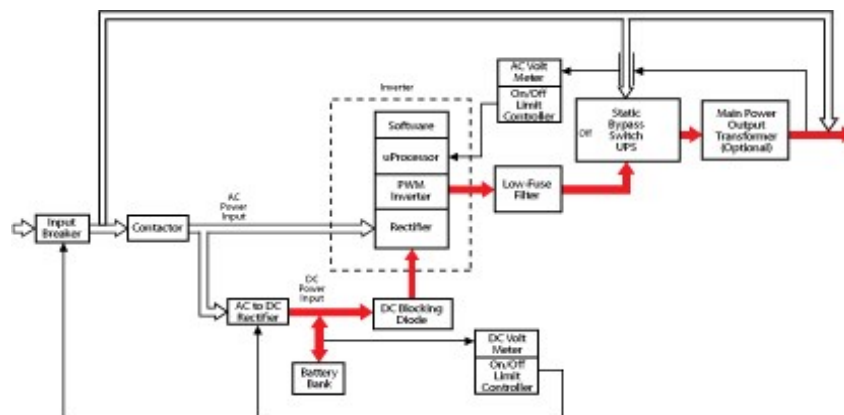 Inverter
AC Volt
Meter
On/Off
Limit
Controller
Off
Static
Bypass
Switch
UPS
Main Power
Output
Transformer
(Optional)
Software
uProcessor
PWM
Inverter
Rectifier
Low-Fuse
Filter
AC
Power
Input
Input
Breaker
Contactor
DC
Power
Input
AC to DC
Rectifier
DC Blocking
Diode
Battery
Bank
DC Volt
Meter
On/Off
Limit
Controller